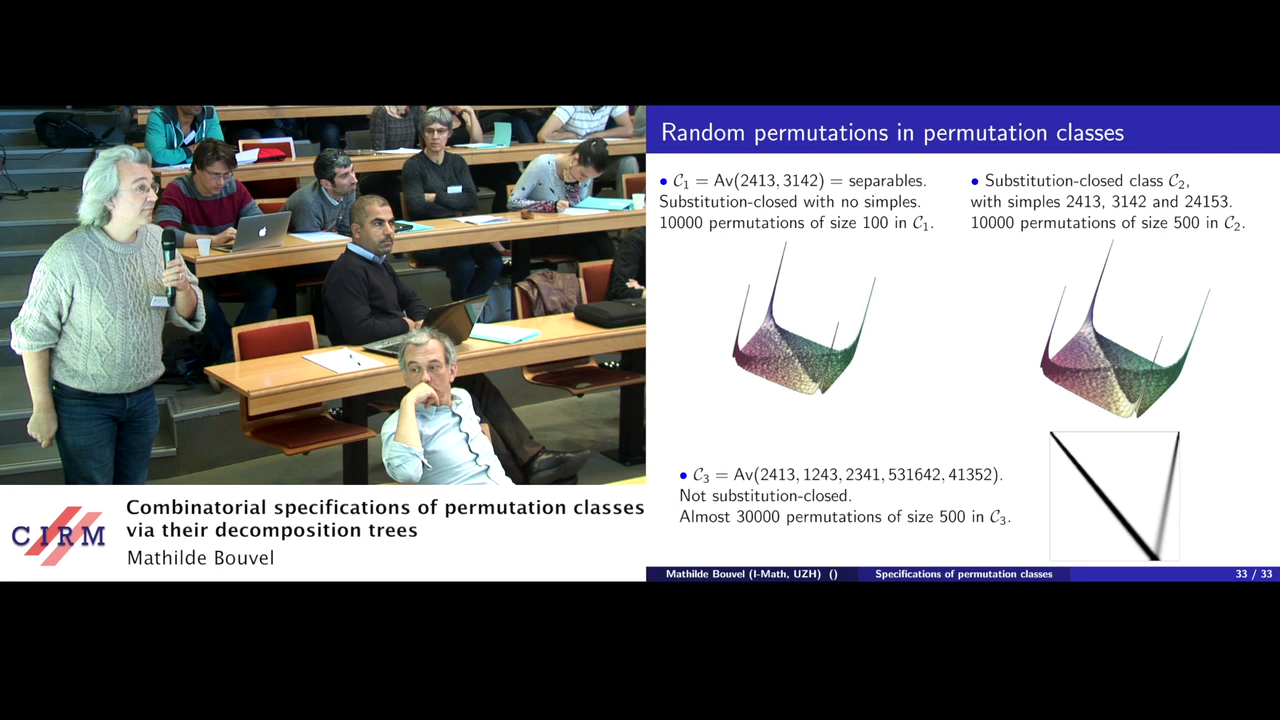 Random permutations in permutation classes
• C₁ = Av(2413, 3142) = separables.
Substitution-closed with no simples.
10000 permutations of size 100 in C₁.
• Substitution-closed class C₂,
with simples 2413, 3142 and 24153.
10000 permutations of size 500 in C₂.
• C₃ = Av(2413, 1243, 2341, 531642, 41352).
Not substitution-closed.
Almost 30000 permutations of size 500 in C₃.
Mathilde Bouvel (I-Math, UZH) ()
Specifications of permutation classes
33 / 33
CIRM
Combinatorial specifications of permutation classes
via their decomposition trees
Mathilde Bouvel